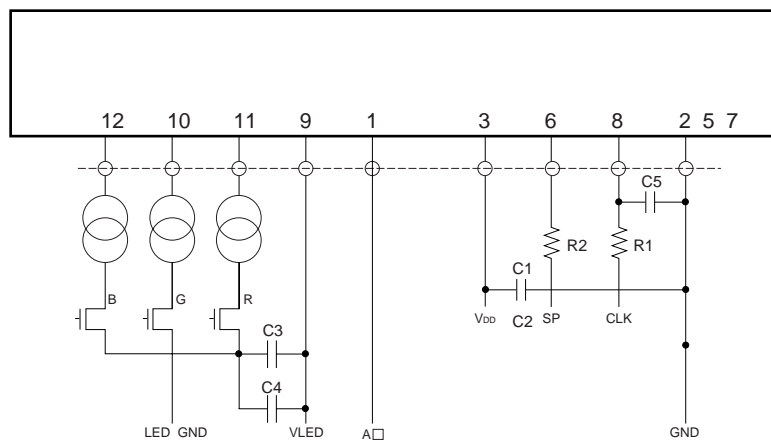 12 10 11 9 1 3 6 8 2 5 7
C5
R2 R1
C1
B G R
C3
VDD C2 SP CLK
C4
LED GND VLED A□ GND